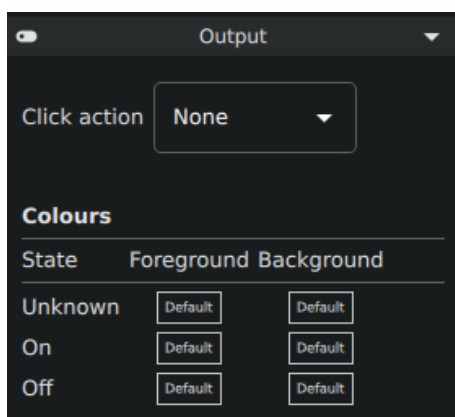 Output
Click action None
Colours
State Foreground Background
Unknown Default Default
On Default Default
Off Default Default